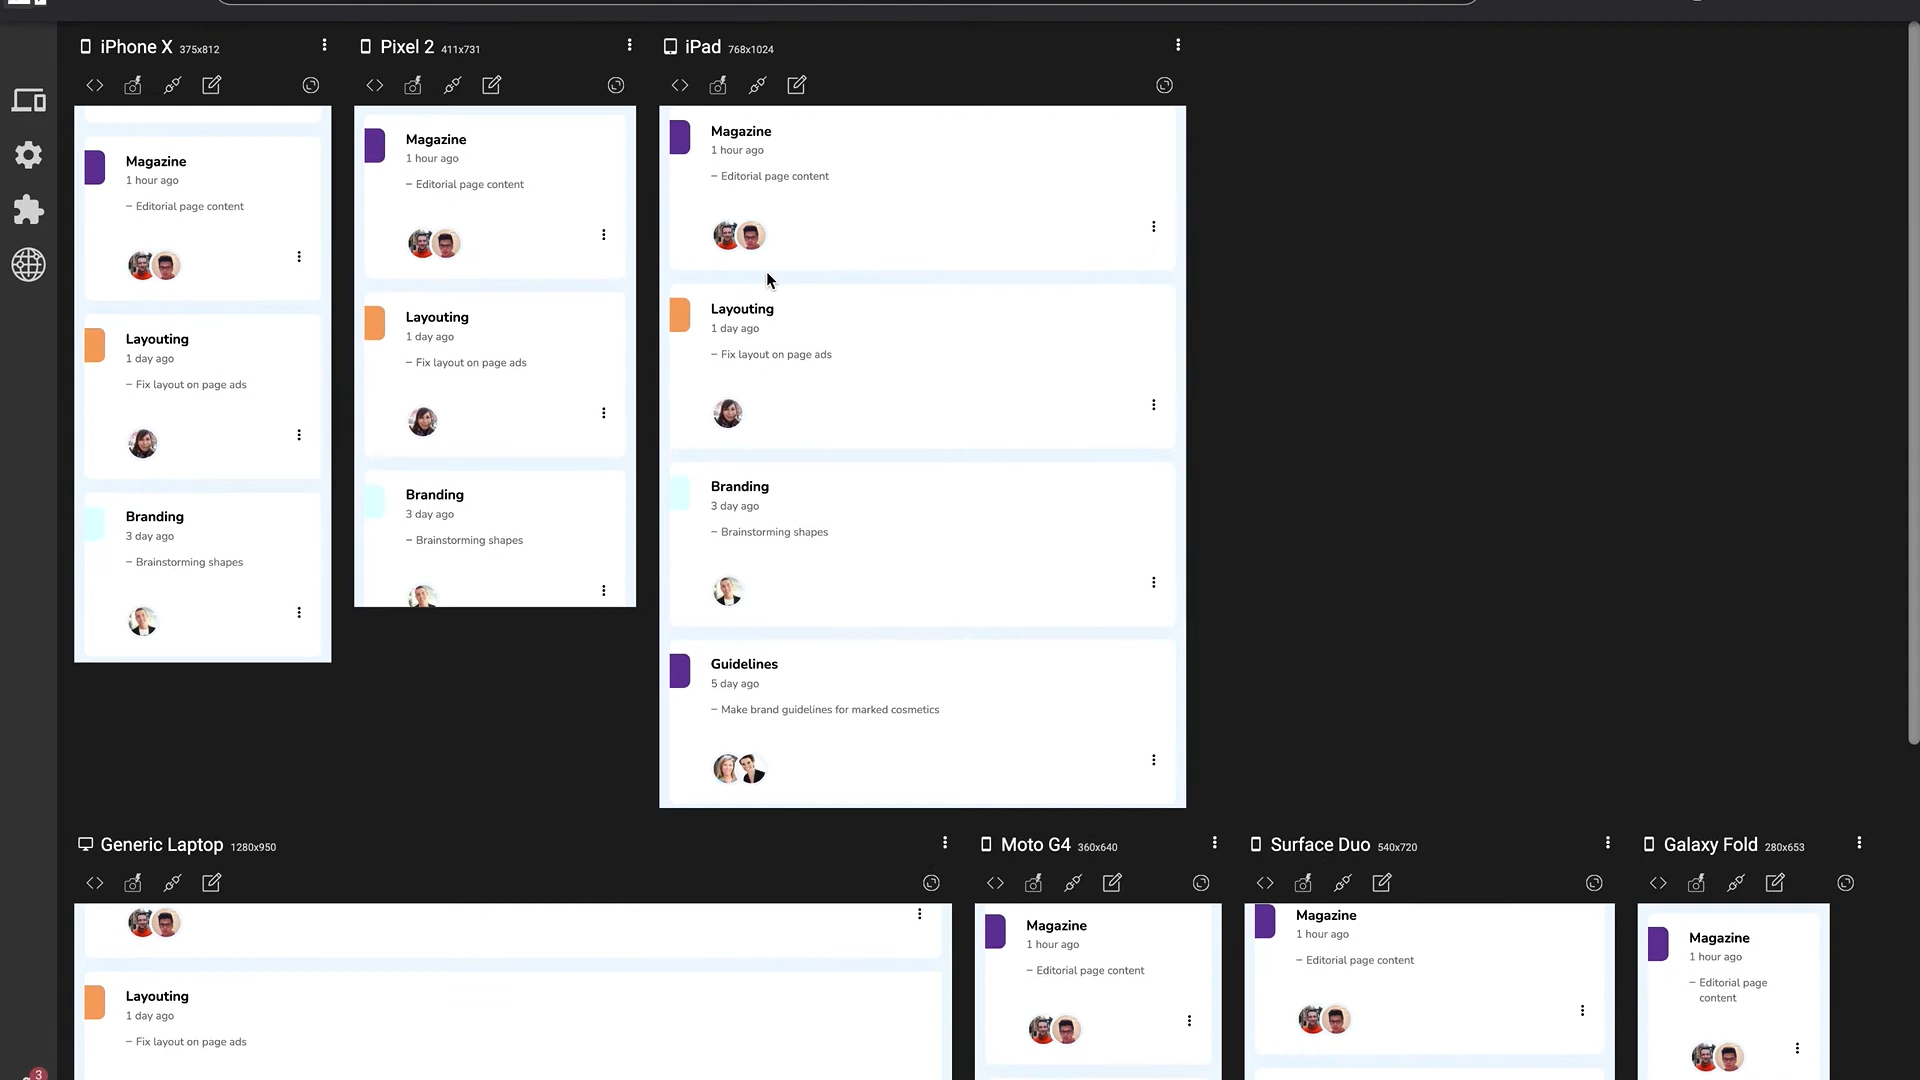 iPhone X 375x812
Magazine
1 hour ago
– Editorial page content
Layouting
1 day ago
– Fix layout on page ads
Branding
3 day ago
– Brainstorming shapes
Pixel 2 411x731
Magazine
1 hour ago
– Editorial page content
Layouting
1 day ago
– Fix layout on page ads
Branding
3 day ago
– Brainstorming shapes
iPad 768x1024
Magazine
1 hour ago
– Editorial page content
Layouting
1 day ago
– Fix layout on page ads
Branding
3 day ago
– Brainstorming shapes
Guidelines
5 day ago
– Make brand guidelines for marked cosmetics
Generic Laptop 1280x950
Layouting
1 day ago
– Fix layout on page ads
Moto G4 360x640
Magazine
1 hour ago
– Editorial page content
Surface Duo 540x720
Magazine
1 hour ago
– Editorial page content
Galaxy Fold 280x653
Magazine
1 hour ago
– Editorial page
content
3